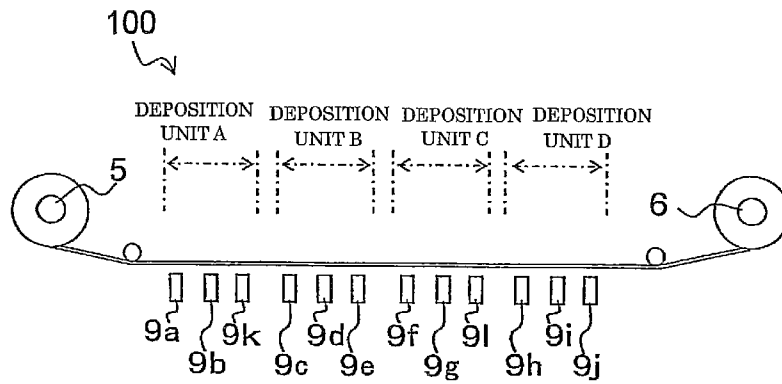 100
DEPOSITION UNIT A
DEPOSITION UNIT B
DEPOSITION UNIT C
DEPOSITION UNIT D
5
6
9a
9b
9k
9c
9d
9e
9f
9g
9l
9h
9i
9j